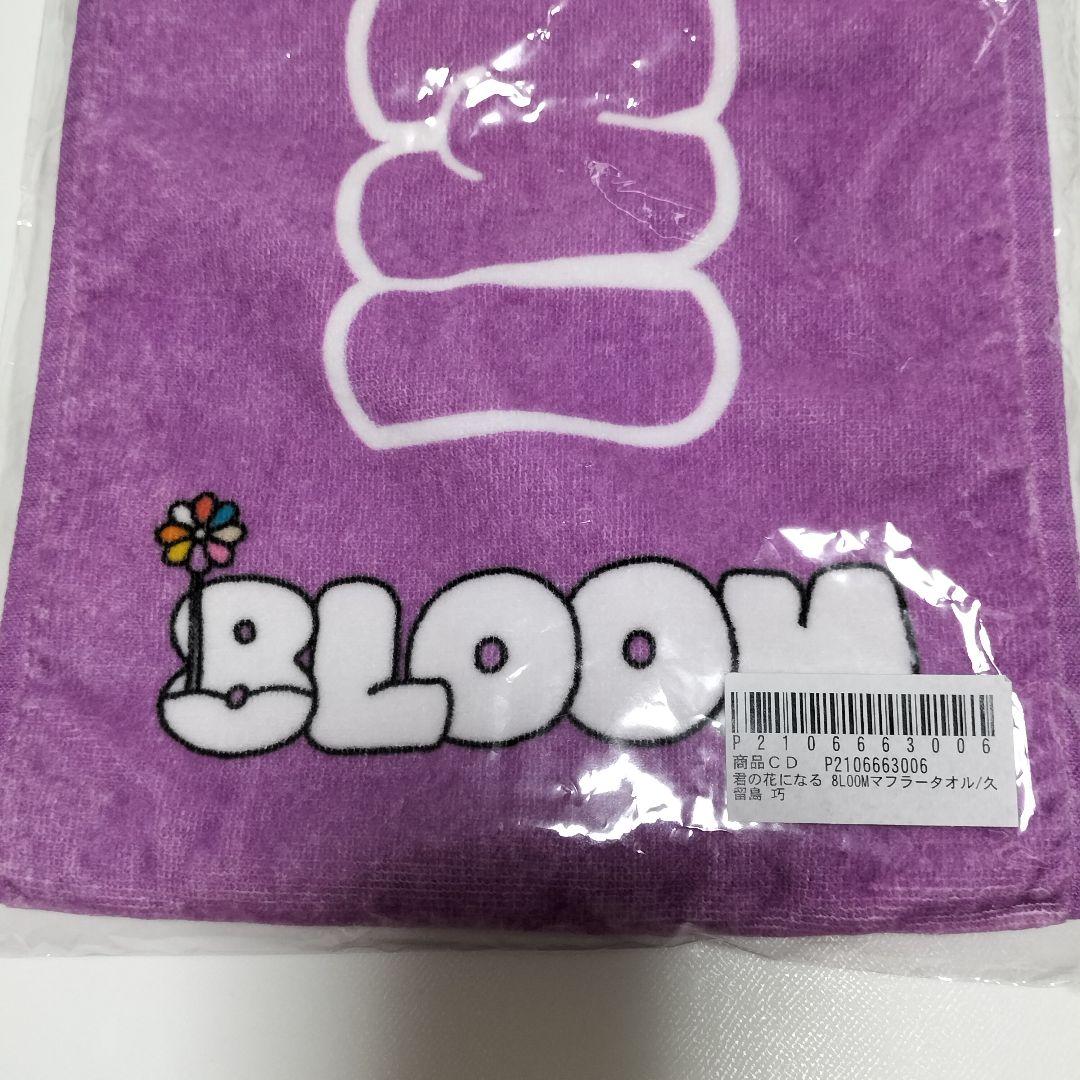 8LOOM
P2106663006
商品CD P2106663006
君の花になる 8LOOMマフラータオル/久
留島 巧